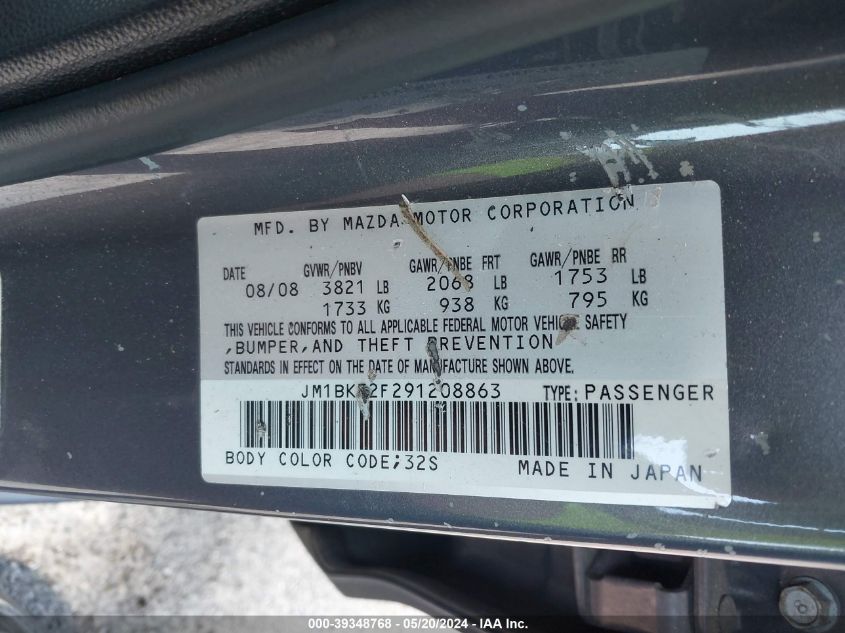 MFD. BY MAZDA MOTOR CORPORATION
DATE GVWR/PNBV GAWR/PNBE FRT GAWR/PNBE RR
08/08 3821 LB 2068 LB 1753 LB
1733 KG 938 KG 795 KG
THIS VEHICLE CONFORMS TO ALL APPLICABLE FEDERAL MOTOR VEHICLE SAFETY
,BUMPER,AND THEFT PREVENTION
STANDARDS IN EFFECT ON THE DATE OF MANUFACTURE SHOWN ABOVE.
JM1BK32F291208863 TYPE: PASSENGER
BODY COLOR CODE;32S MADE IN JAPAN
000-39348768 - 05/20/2024 - IAA Inc.